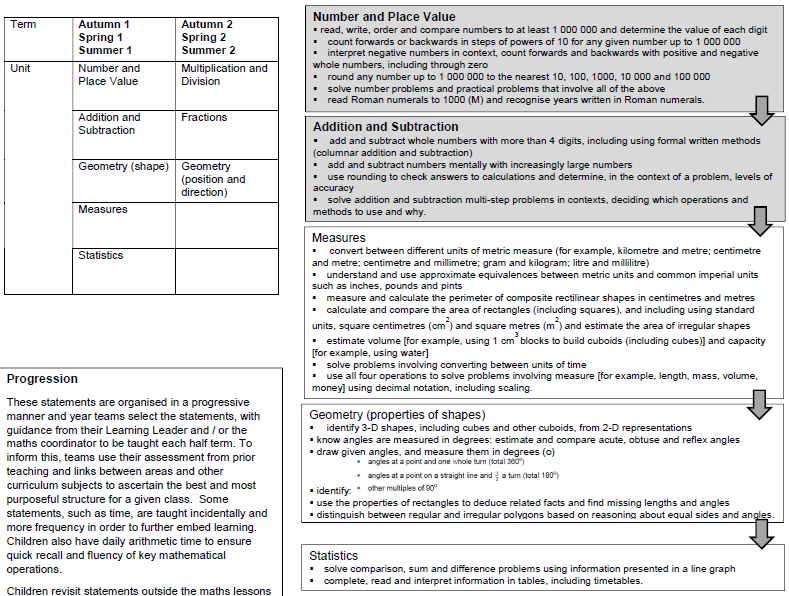 Term
Autumn 1
Spring 1
Summer 1
Autumn 2
Spring 2
Summer 2
Unit
Number and
Place Value
Multiplication and
Division
Addition and
Subtraction
Fractions
Geometry (shape)
Geometry
(position and
direction)
Measures
Statistics
Progression
These statements are organised in a progressive
manner and year teams select the statements, with
guidance from their Learning Leader and / or the
maths coordinator to be taught each half term. To
inform this, teams use their assessment from prior
teaching and links between areas and other
curriculum subjects to ascertain the best and most
purposeful structure for a given class. Some
statements, such as time, are taught incidentally and
more frequency in order to further embed learning.
Children also have daily arithmetic time to ensure
quick recall and fluency of key mathematical
operations.
Children revisit statements outside the maths lessons
Number and Place Value
▪ read, write, order and compare numbers to at least 1 000 000 and determine the value of each digit
▪ count forwards or backwards in steps of powers of 10 for any given number up to 1 000 000
▪ interpret negative numbers in context, count forwards and backwards with positive and negative
whole numbers, including through zero
▪ round any number up to 1 000 000 to the nearest 10, 100, 1000, 10 000 and 100 000
▪ solve number problems and practical problems that involve all of the above
▪ read Roman numerals to 1000 (M) and recognise years written in Roman numerals.
Addition and Subtraction
▪ add and subtract whole numbers with more than 4 digits, including using formal written methods
(columnar addition and subtraction)
▪ add and subtract numbers mentally with increasingly large numbers
▪ use rounding to check answers to calculations and determine, in the context of a problem, levels of
accuracy
▪ solve addition and subtraction multi-step problems in contexts, deciding which operations and
methods to use and why.
Measures
▪ convert between different units of metric measure (for example, kilometre and metre; centimetre
and metre; centimetre and millimetre; gram and kilogram; litre and millilitre)
▪ understand and use approximate equivalences between metric units and common imperial units
such as inches, pounds and pints
▪ measure and calculate the perimeter of composite rectilinear shapes in centimetres and metres
▪ calculate and compare the area of rectangles (including squares), and including using standard
units, square centimetres (cm²) and square metres (m²) and estimate the area of irregular shapes
▪ estimate volume [for example, using 1 cm³ blocks to build cuboids (including cubes)] and capacity
[for example, using water]
▪ solve problems involving converting between units of time
▪ use all four operations to solve problems involving measure [for example, length, mass, volume,
money] using decimal notation, including scaling.
Geometry (properties of shapes)
▪ identify 3-D shapes, including cubes and other cuboids, from 2-D representations
▪ know angles are measured in degrees: estimate and compare acute, obtuse and reflex angles
▪ draw given angles, and measure them in degrees (o)
• angles at a point and one whole turn (total 360°)
• angles at a point on a straight line and ½ a turn (total 180°)
▪ identify: • other multiples of 90°
▪ use the properties of rectangles to deduce related facts and find missing lengths and angles
▪ distinguish between regular and irregular polygons based on reasoning about equal sides and angles.
Statistics
▪ solve comparison, sum and difference problems using information presented in a line graph
▪ complete, read and interpret information in tables, including timetables.